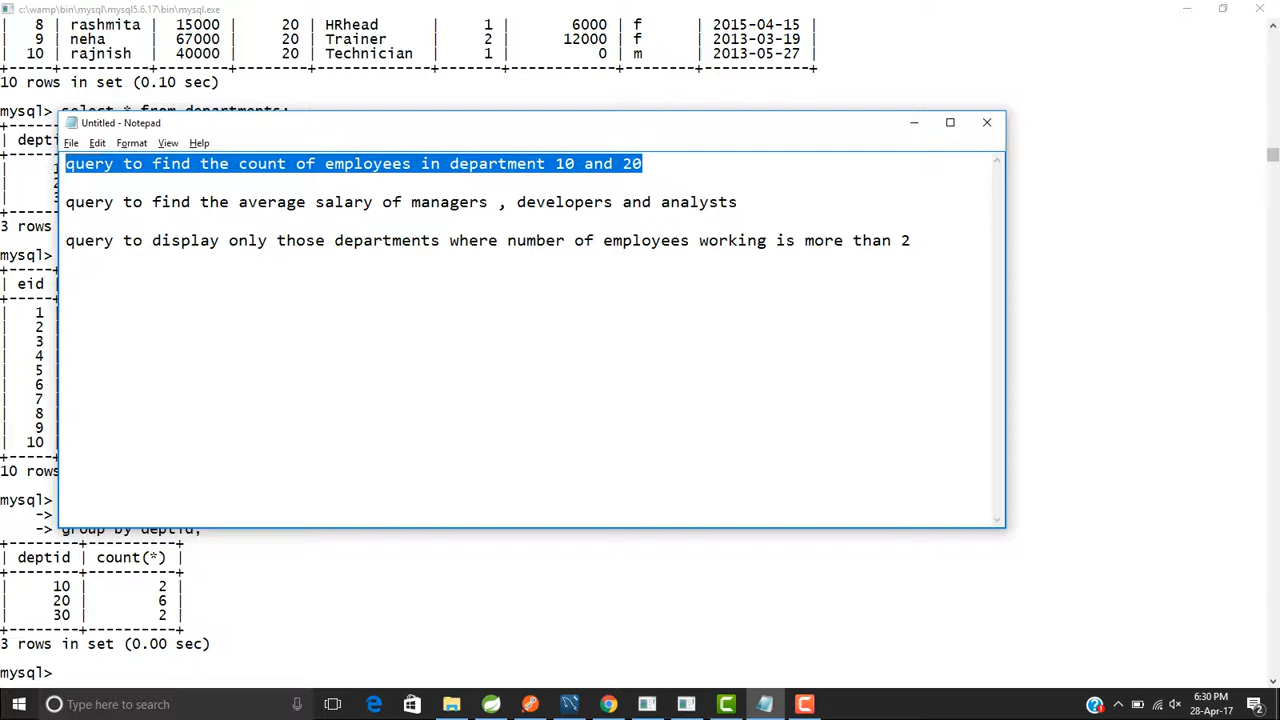 c:\wamp\bin\mysql\mysql5.6.17\bin\mysql.exe
| 8 | rashmita | 15000 | 20 | HRhead | 1 | 6000 | f | 2015-04-15 |
| 9 | neha | 67000 | 20 | Trainer | 2 | 12000 | f | 2013-03-19 |
| 10 | rajnish | 40000 | 20 | Technician | 1 | 0 | m | 2013-05-27 |
10 rows in set (0.10 sec)
mysql> select * from departments;
Untitled - Notepad
| depti
File Edit Format View Help
query to find the count of employees in department 10 and 20
query to find the average salary of managers , developers and analysts
3 rows
query to display only those departments where number of employees working is more than 2
mysql>
| eid |
| 1 |
| 2 |
| 3 |
| 4 |
| 5 |
| 6 |
| 7 |
| 8 |
| 9 |
| 10 |
10 rows
mysql>
->
-> group by deptid;
| deptid | count(*) |
| 10 | 2 |
| 20 | 6 |
| 30 | 2 |
3 rows in set (0.00 sec)
mysql>
Type here to search
6:30 PM
28-Apr-17